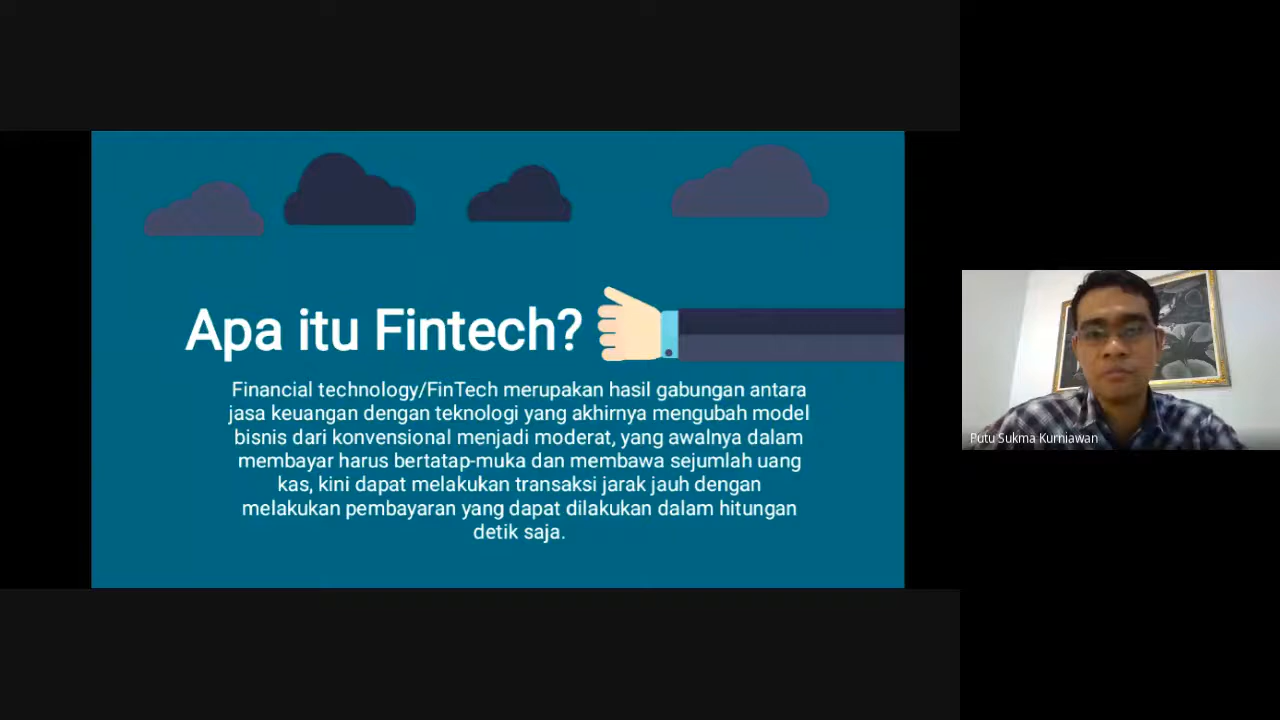 Apa itu Fintech?
Financial technology/FinTech merupakan hasil gabungan antara
jasa keuangan dengan teknologi yang akhirnya mengubah model
bisnis dari konvensional menjadi moderat, yang awalnya dalam
membayar harus bertatap-muka dan membawa sejumlah uang
kas, kini dapat melakukan transaksi jarak jauh dengan
melakukan pembayaran yang dapat dilakukan dalam hitungan
detik saja.
Putu Sukma Kurniawan